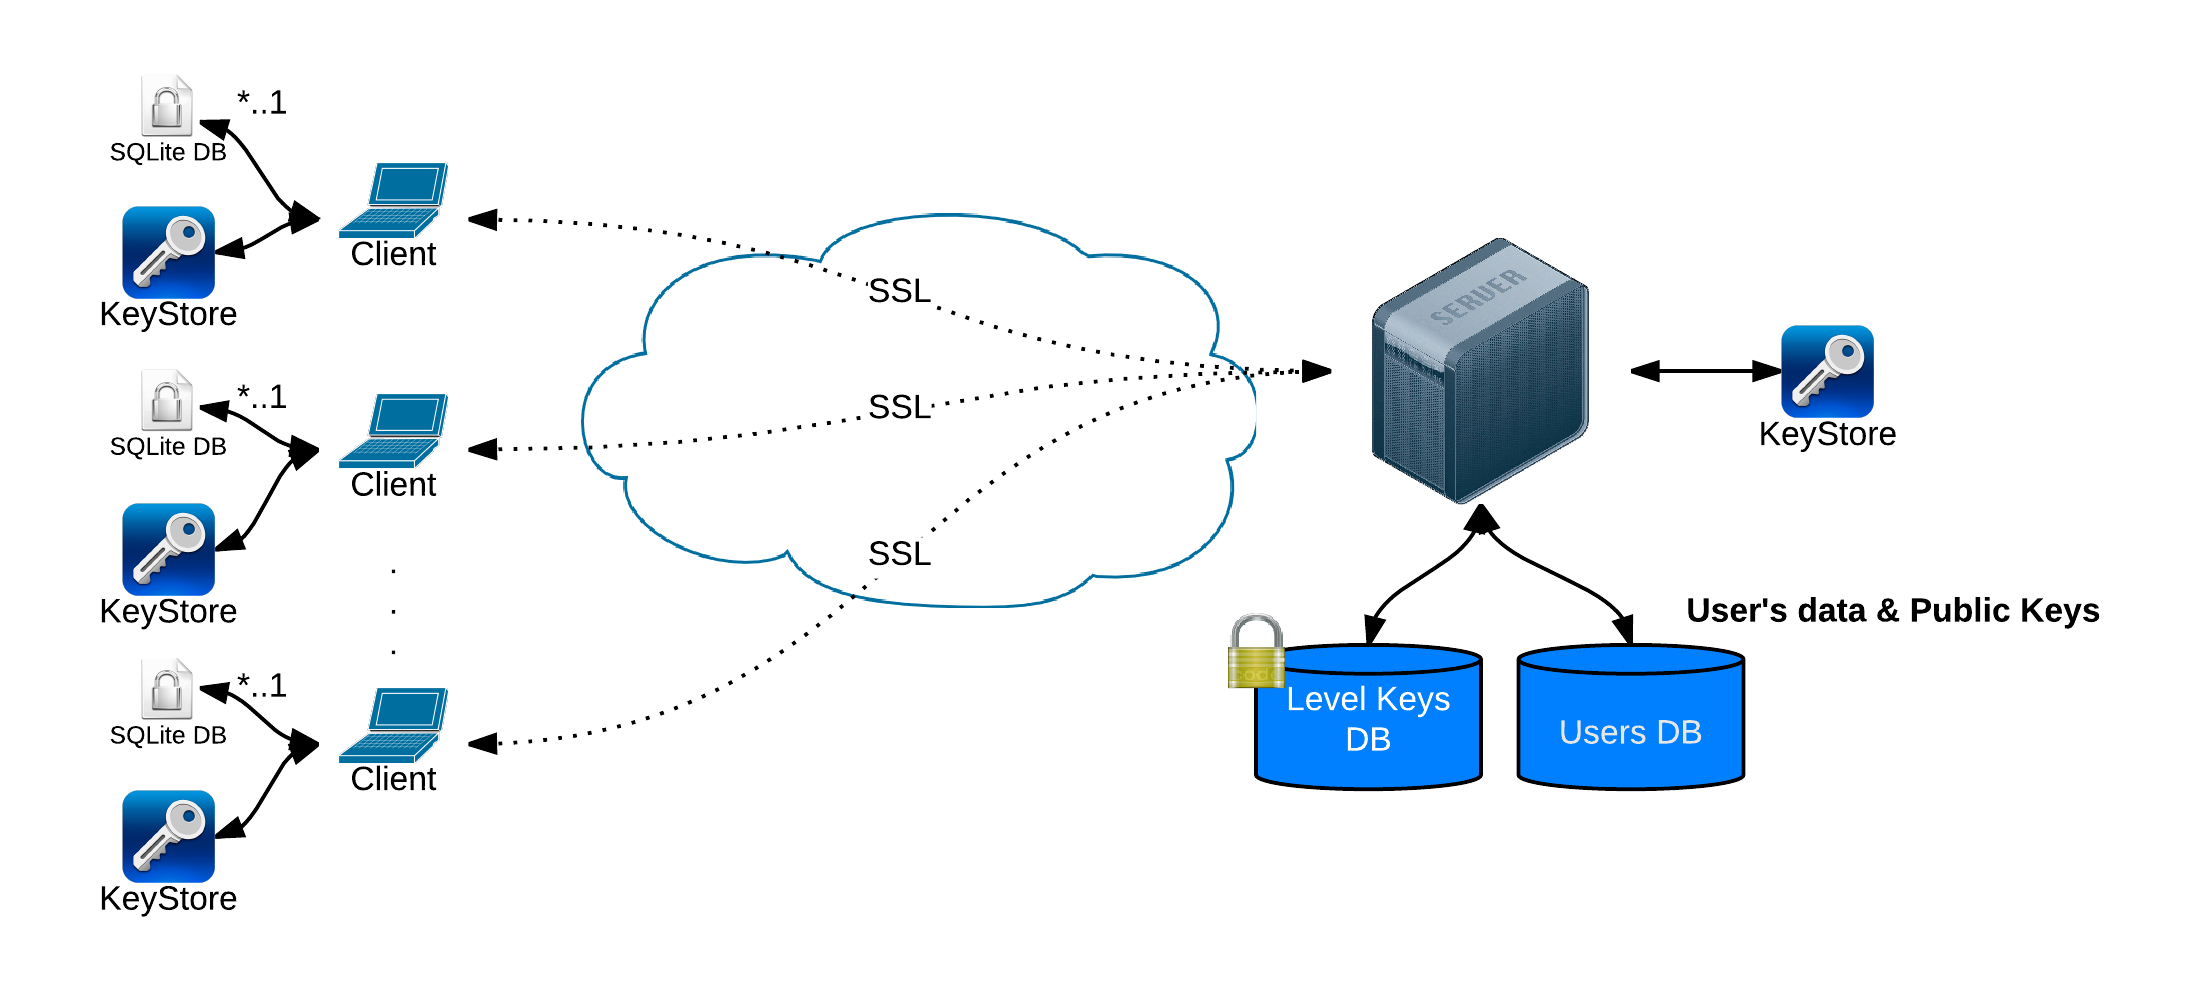 *..1
SQLite DB
Client
KeyStore
SSL
SERVER
*..1
SQLite DB
SSL
KeyStore
Client
SSL
KeyStore
User's data & Public Keys
*..1
SQLite DB
Level Keys
DB
Users DB
Client
KeyStore